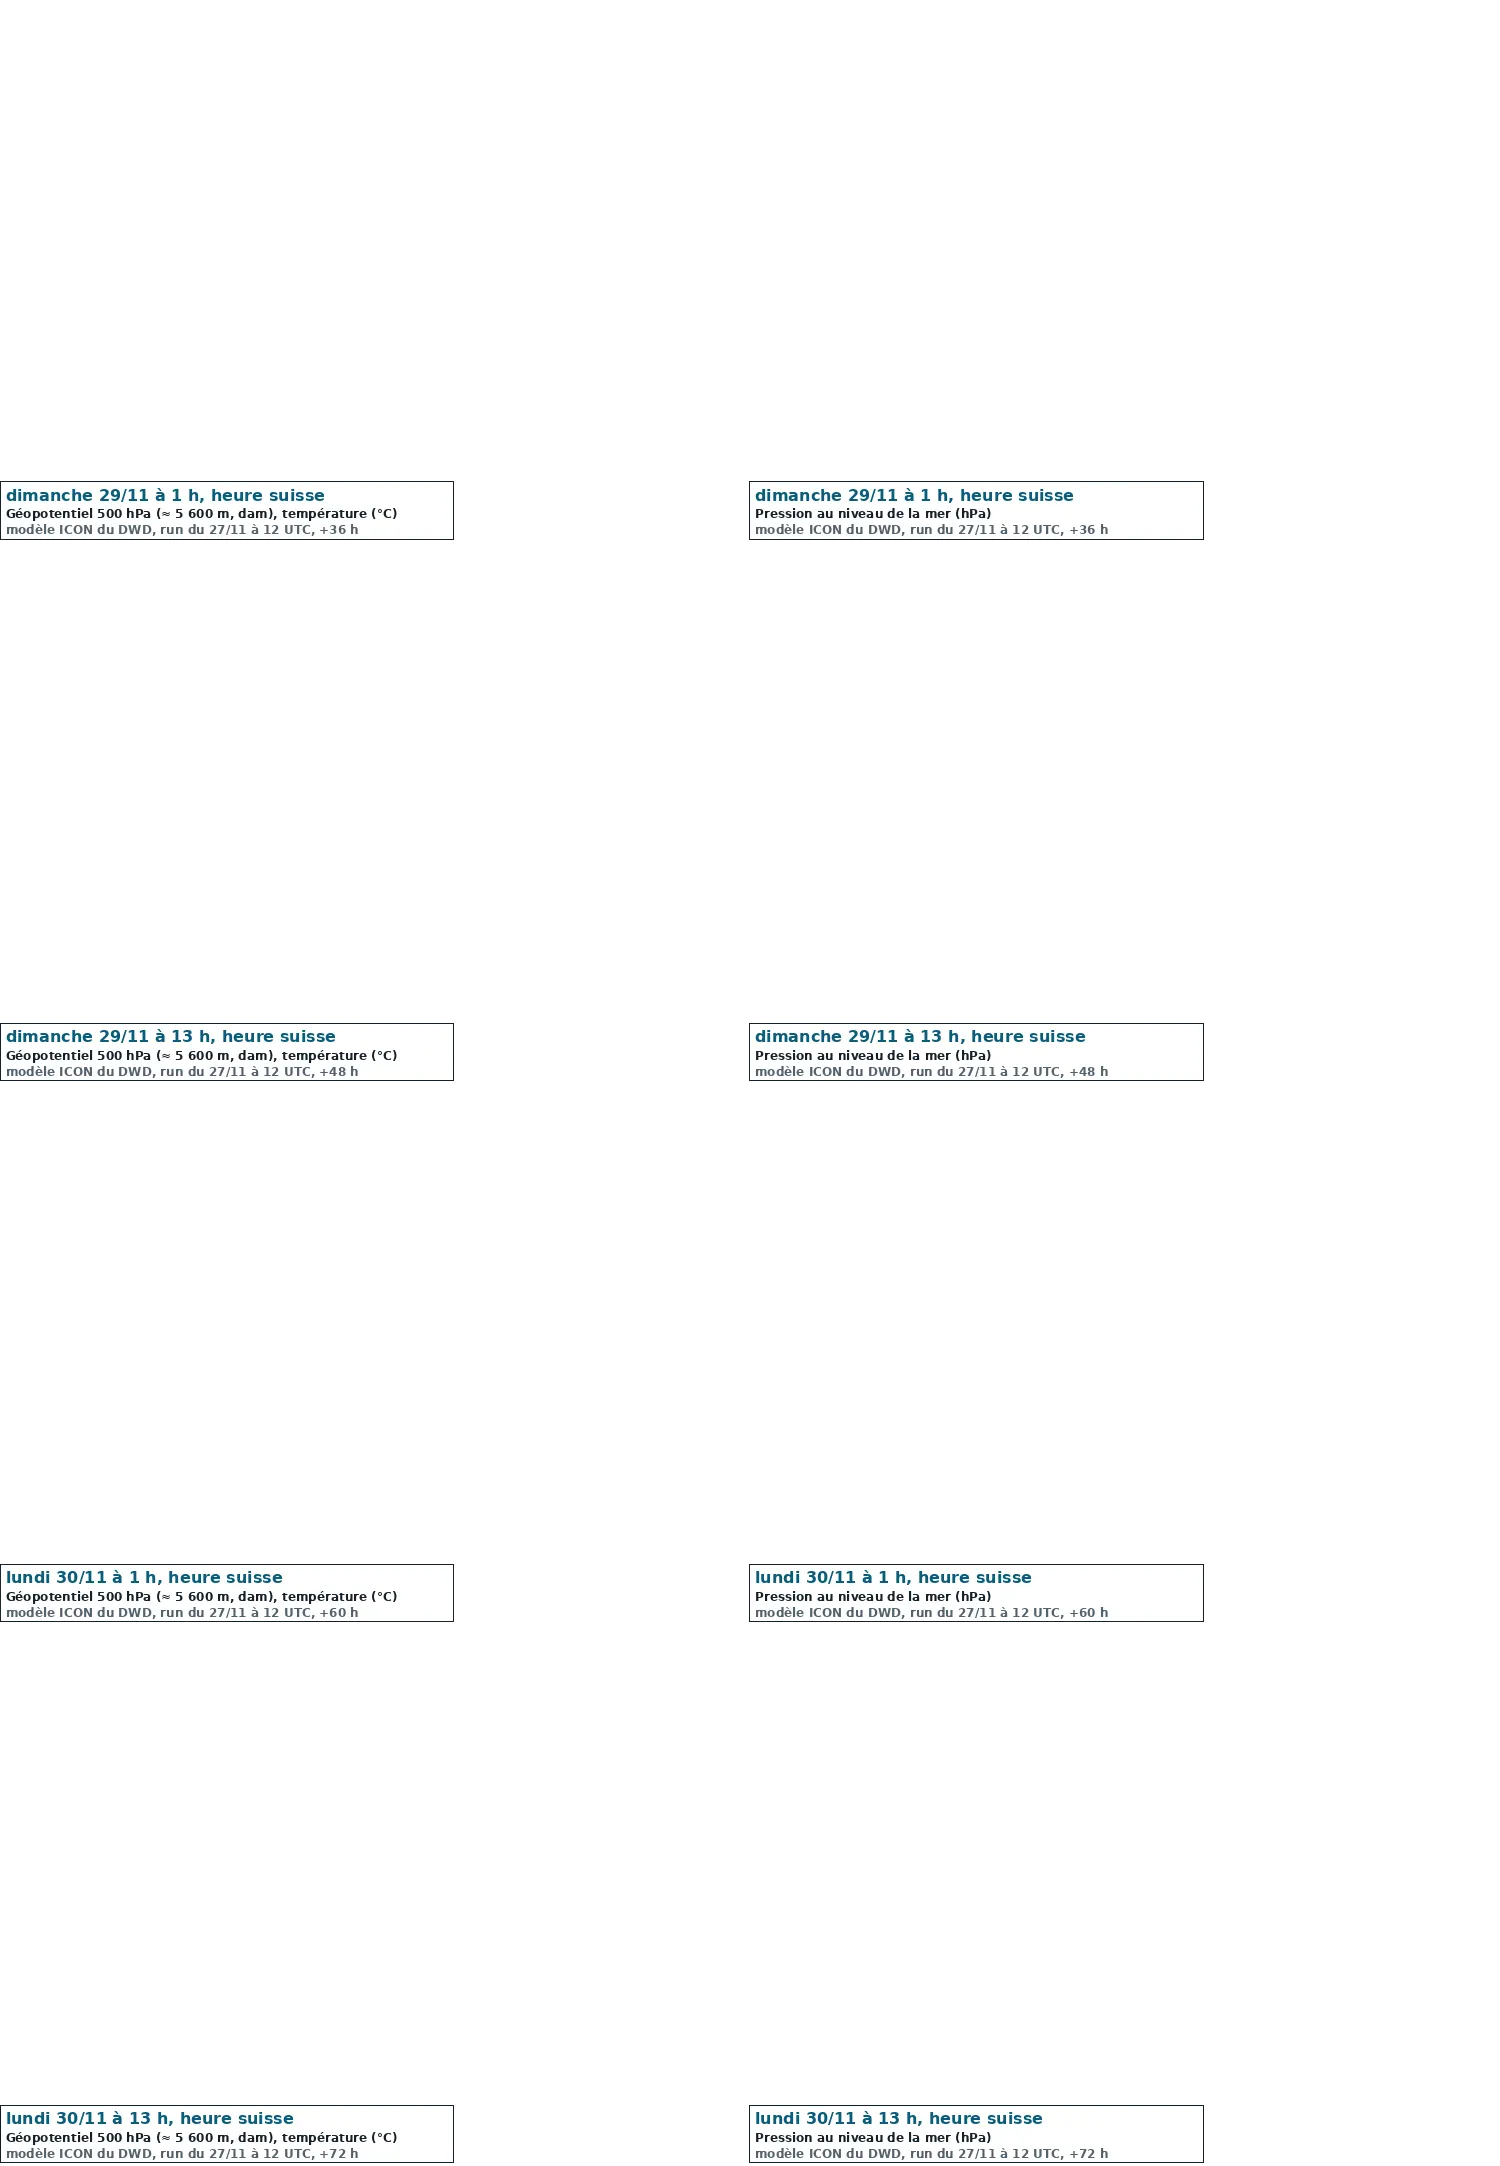 dimanche 29/11 à 1 h, heure suisse
Géopotentiel 500 hPa (≈ 5 600 m, dam), température (°C)
modèle ICON du DWD, run du 27/11 à 12 UTC, +36 h
dimanche 29/11 à 1 h, heure suisse
Pression au niveau de la mer (hPa)
modèle ICON du DWD, run du 27/11 à 12 UTC, +36 h
dimanche 29/11 à 13 h, heure suisse
Géopotentiel 500 hPa (≈ 5 600 m, dam), température (°C)
modèle ICON du DWD, run du 27/11 à 12 UTC, +48 h
dimanche 29/11 à 13 h, heure suisse
Pression au niveau de la mer (hPa)
modèle ICON du DWD, run du 27/11 à 12 UTC, +48 h
lundi 30/11 à 1 h, heure suisse
Géopotentiel 500 hPa (≈ 5 600 m, dam), température (°C)
modèle ICON du DWD, run du 27/11 à 12 UTC, +60 h
lundi 30/11 à 1 h, heure suisse
Pression au niveau de la mer (hPa)
modèle ICON du DWD, run du 27/11 à 12 UTC, +60 h
lundi 30/11 à 13 h, heure suisse
Géopotentiel 500 hPa (≈ 5 600 m, dam), température (°C)
modèle ICON du DWD, run du 27/11 à 12 UTC, +72 h
lundi 30/11 à 13 h, heure suisse
Pression au niveau de la mer (hPa)
modèle ICON du DWD, run du 27/11 à 12 UTC, +72 h